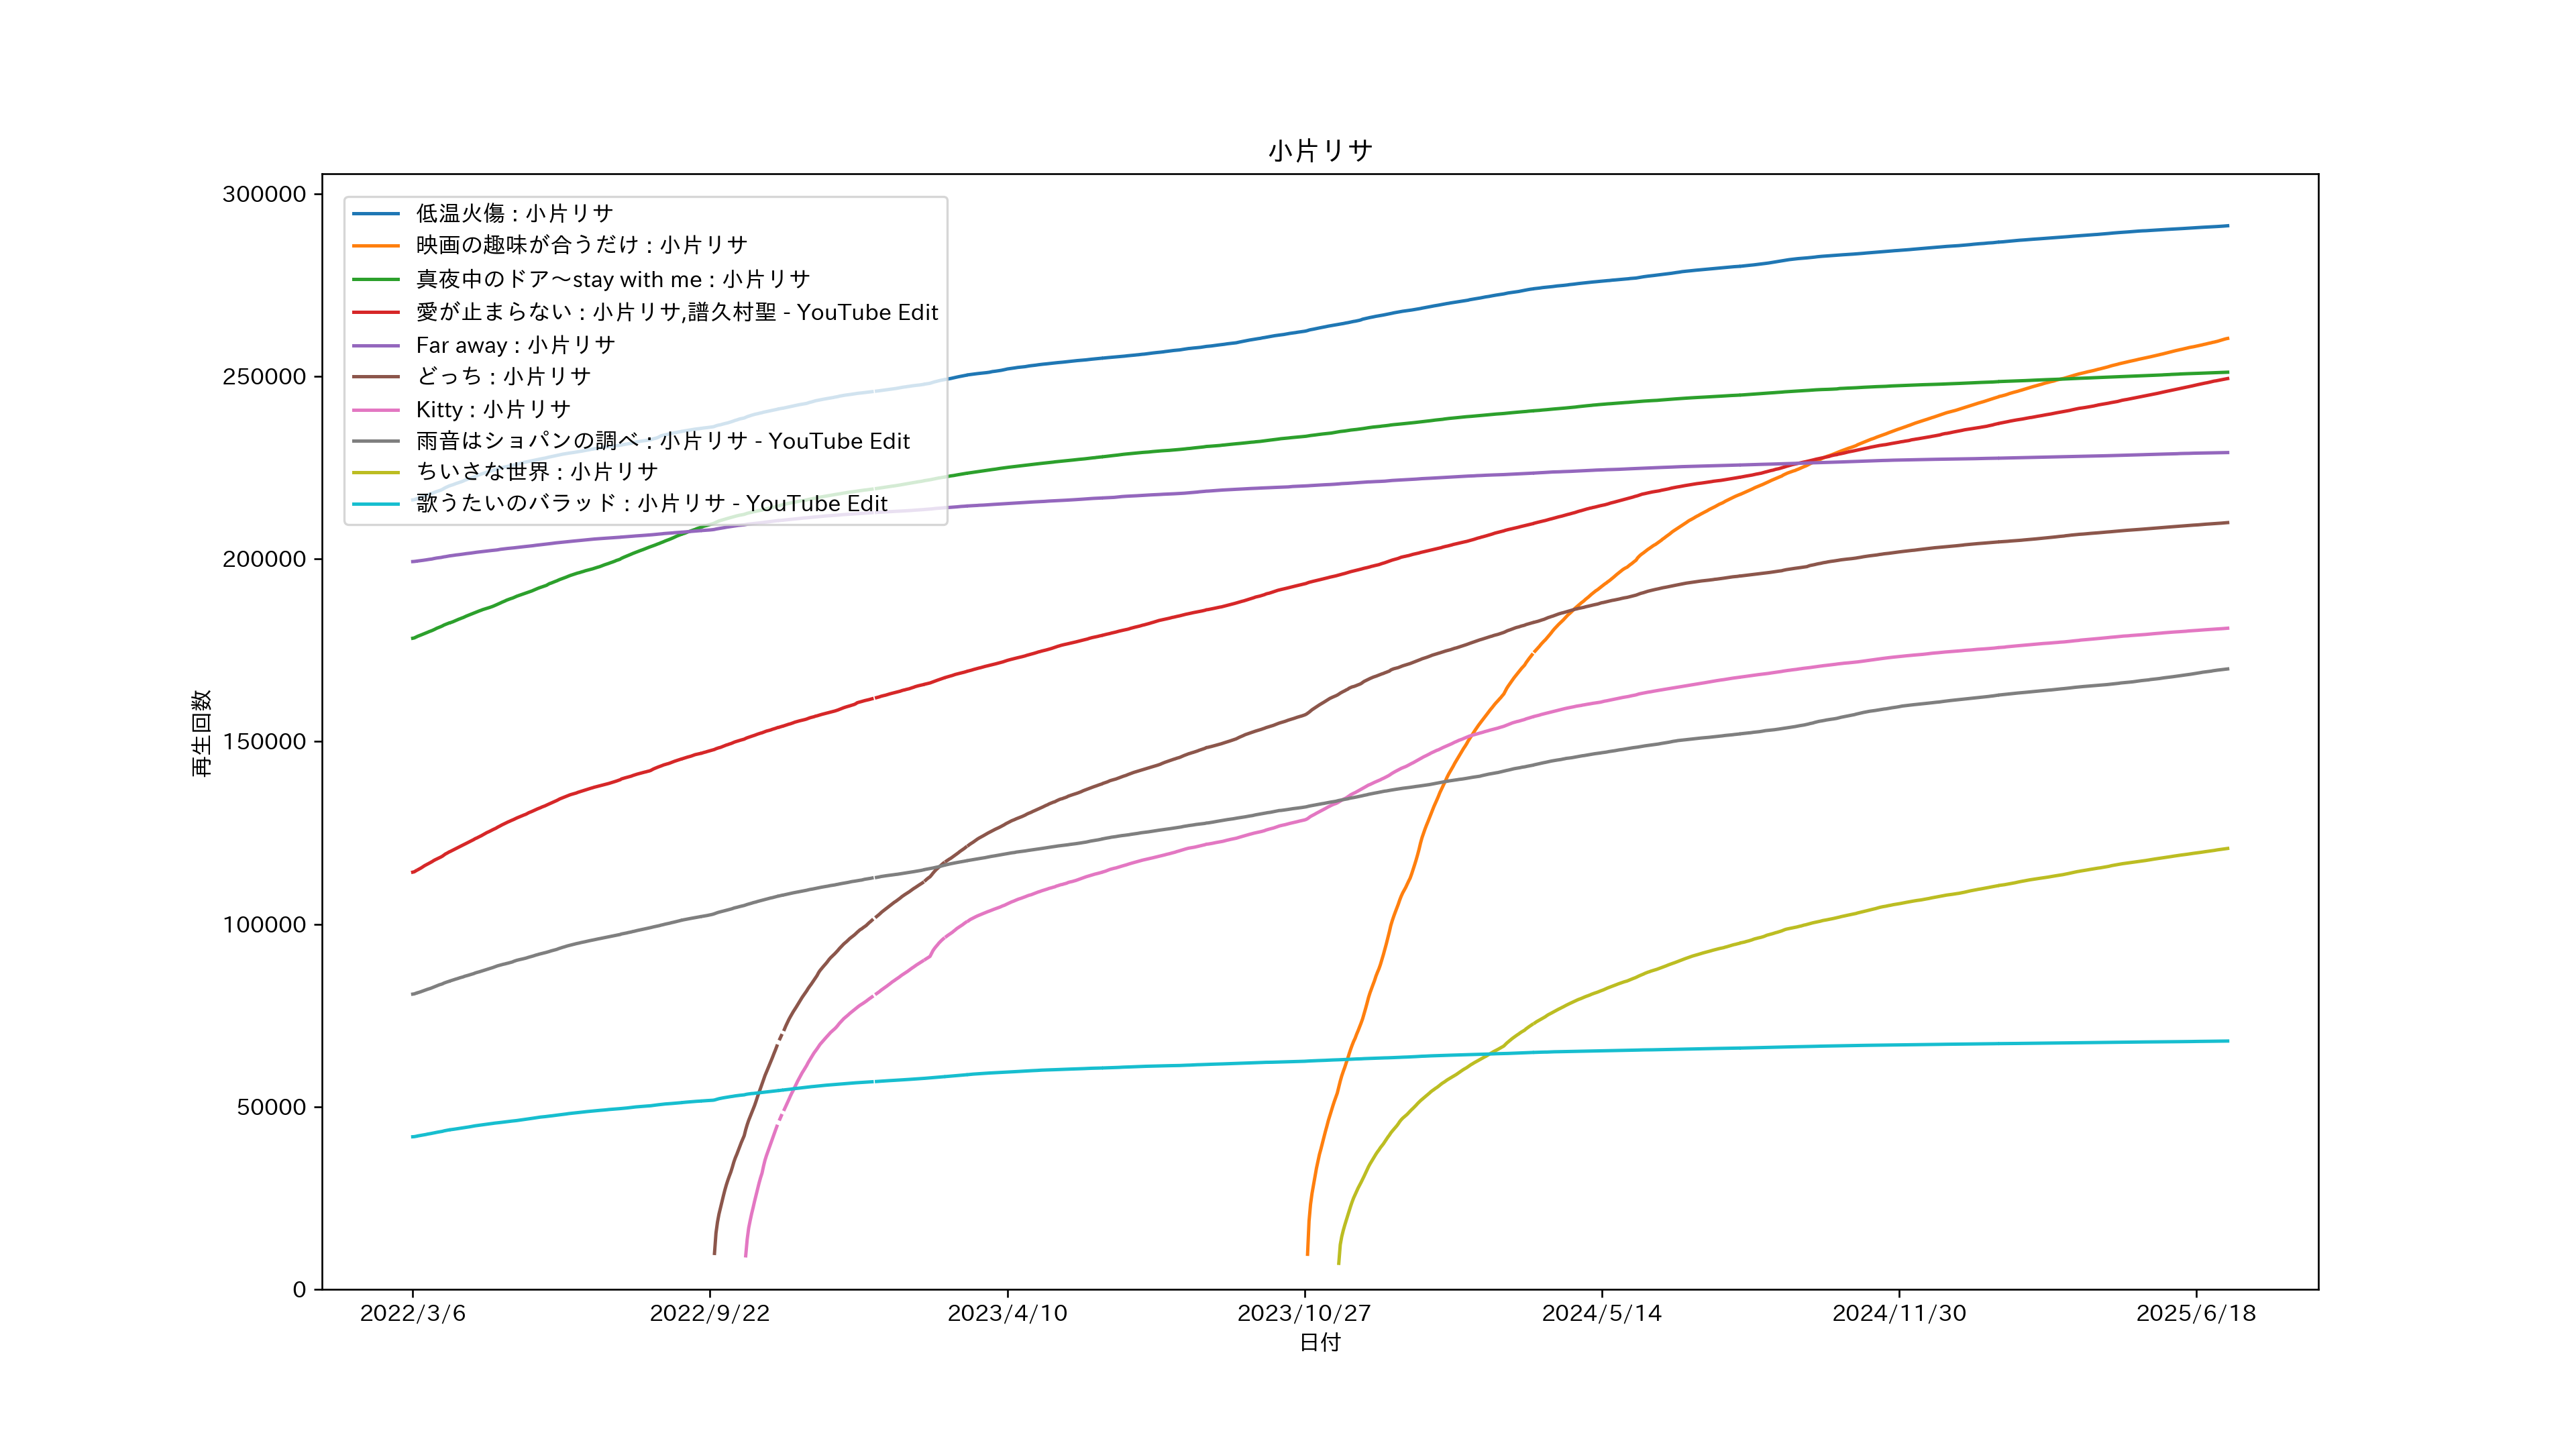 小片リサ
300000
250000
200000
150000
100000
50000
0
再生回数
低温火傷 : 小片リサ
映画の趣味が合うだけ : 小片リサ
真夜中のドア～stay with me : 小片リサ
愛が止まらない : 小片リサ,譜久村聖 - YouTube Edit
Far away : 小片リサ
どっち : 小片リサ
Kitty : 小片リサ
雨音はショパンの調べ : 小片リサ - YouTube Edit
ちいさな世界 : 小片リサ
歌うたいのバラッド : 小片リサ - YouTube Edit
2022/3/6 2022/9/22 2023/4/10 2023/10/27 2024/5/14 2024/11/30 2025/6/18
日付